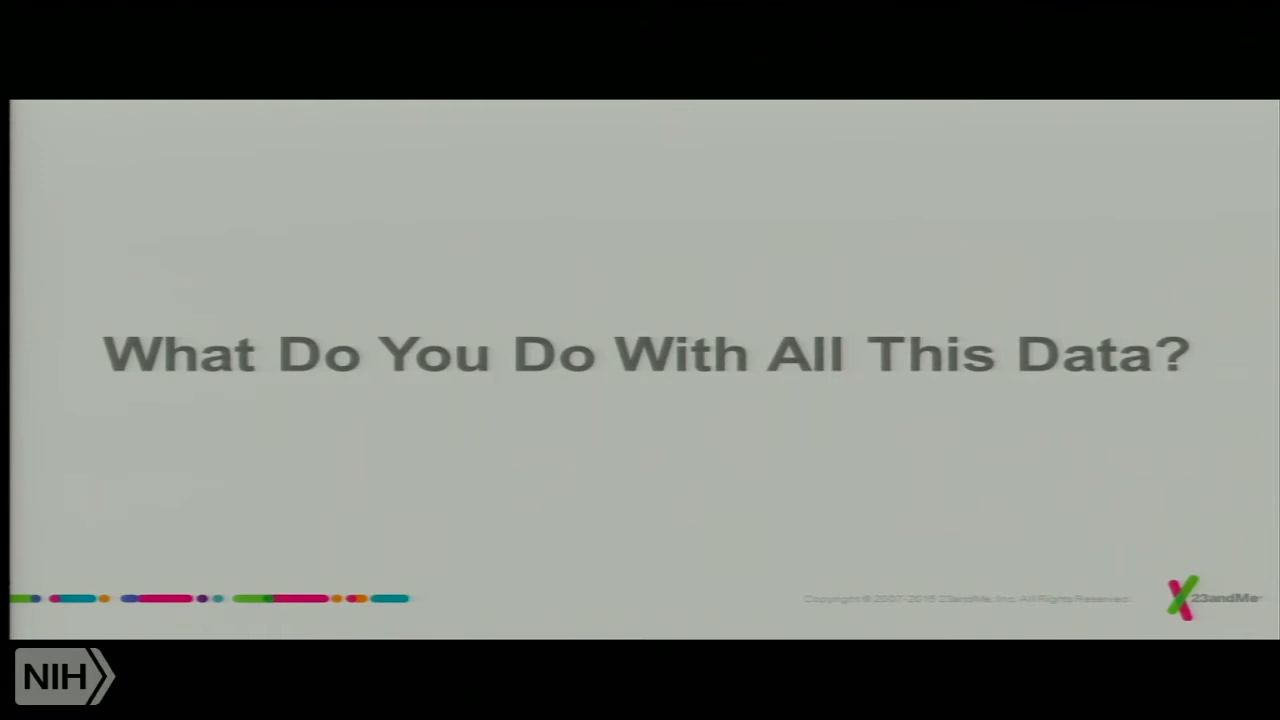 What Do You Do With All This Data?
Copyright © 2007-2015 23andMe, Inc. All Rights Reserved.
23andMe
NIH